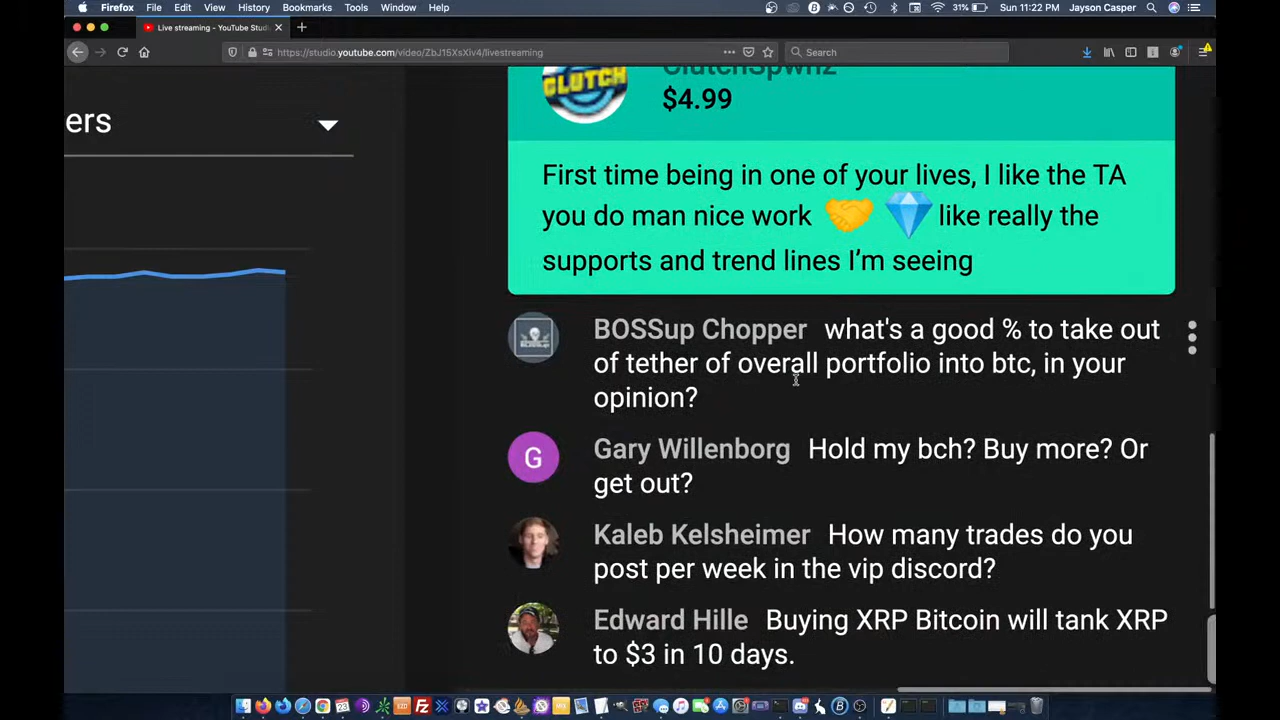 Firefox File Edit View History Bookmarks Tools Window Help
31% Sun 11:22 PM Jayson Casper
Live streaming - YouTube Studi
https://studio.youtube.com/video/ZbJ15XsXiv4/livestreaming
Search
ers
CLUTCH
ClutchSpwnz
$4.99
First time being in one of your lives, I like the TA
you do man nice work 🤝 💎 like really the
supports and trend lines I’m seeing
BOSSup Chopper what's a good % to take out
of tether of overall portfolio into btc, in your
opinion?
G
Gary Willenborg Hold my bch? Buy more? Or
get out?
Kaleb Kelsheimer How many trades do you
post per week in the vip discord?
Edward Hille Buying XRP Bitcoin will tank XRP
to $3 in 10 days.